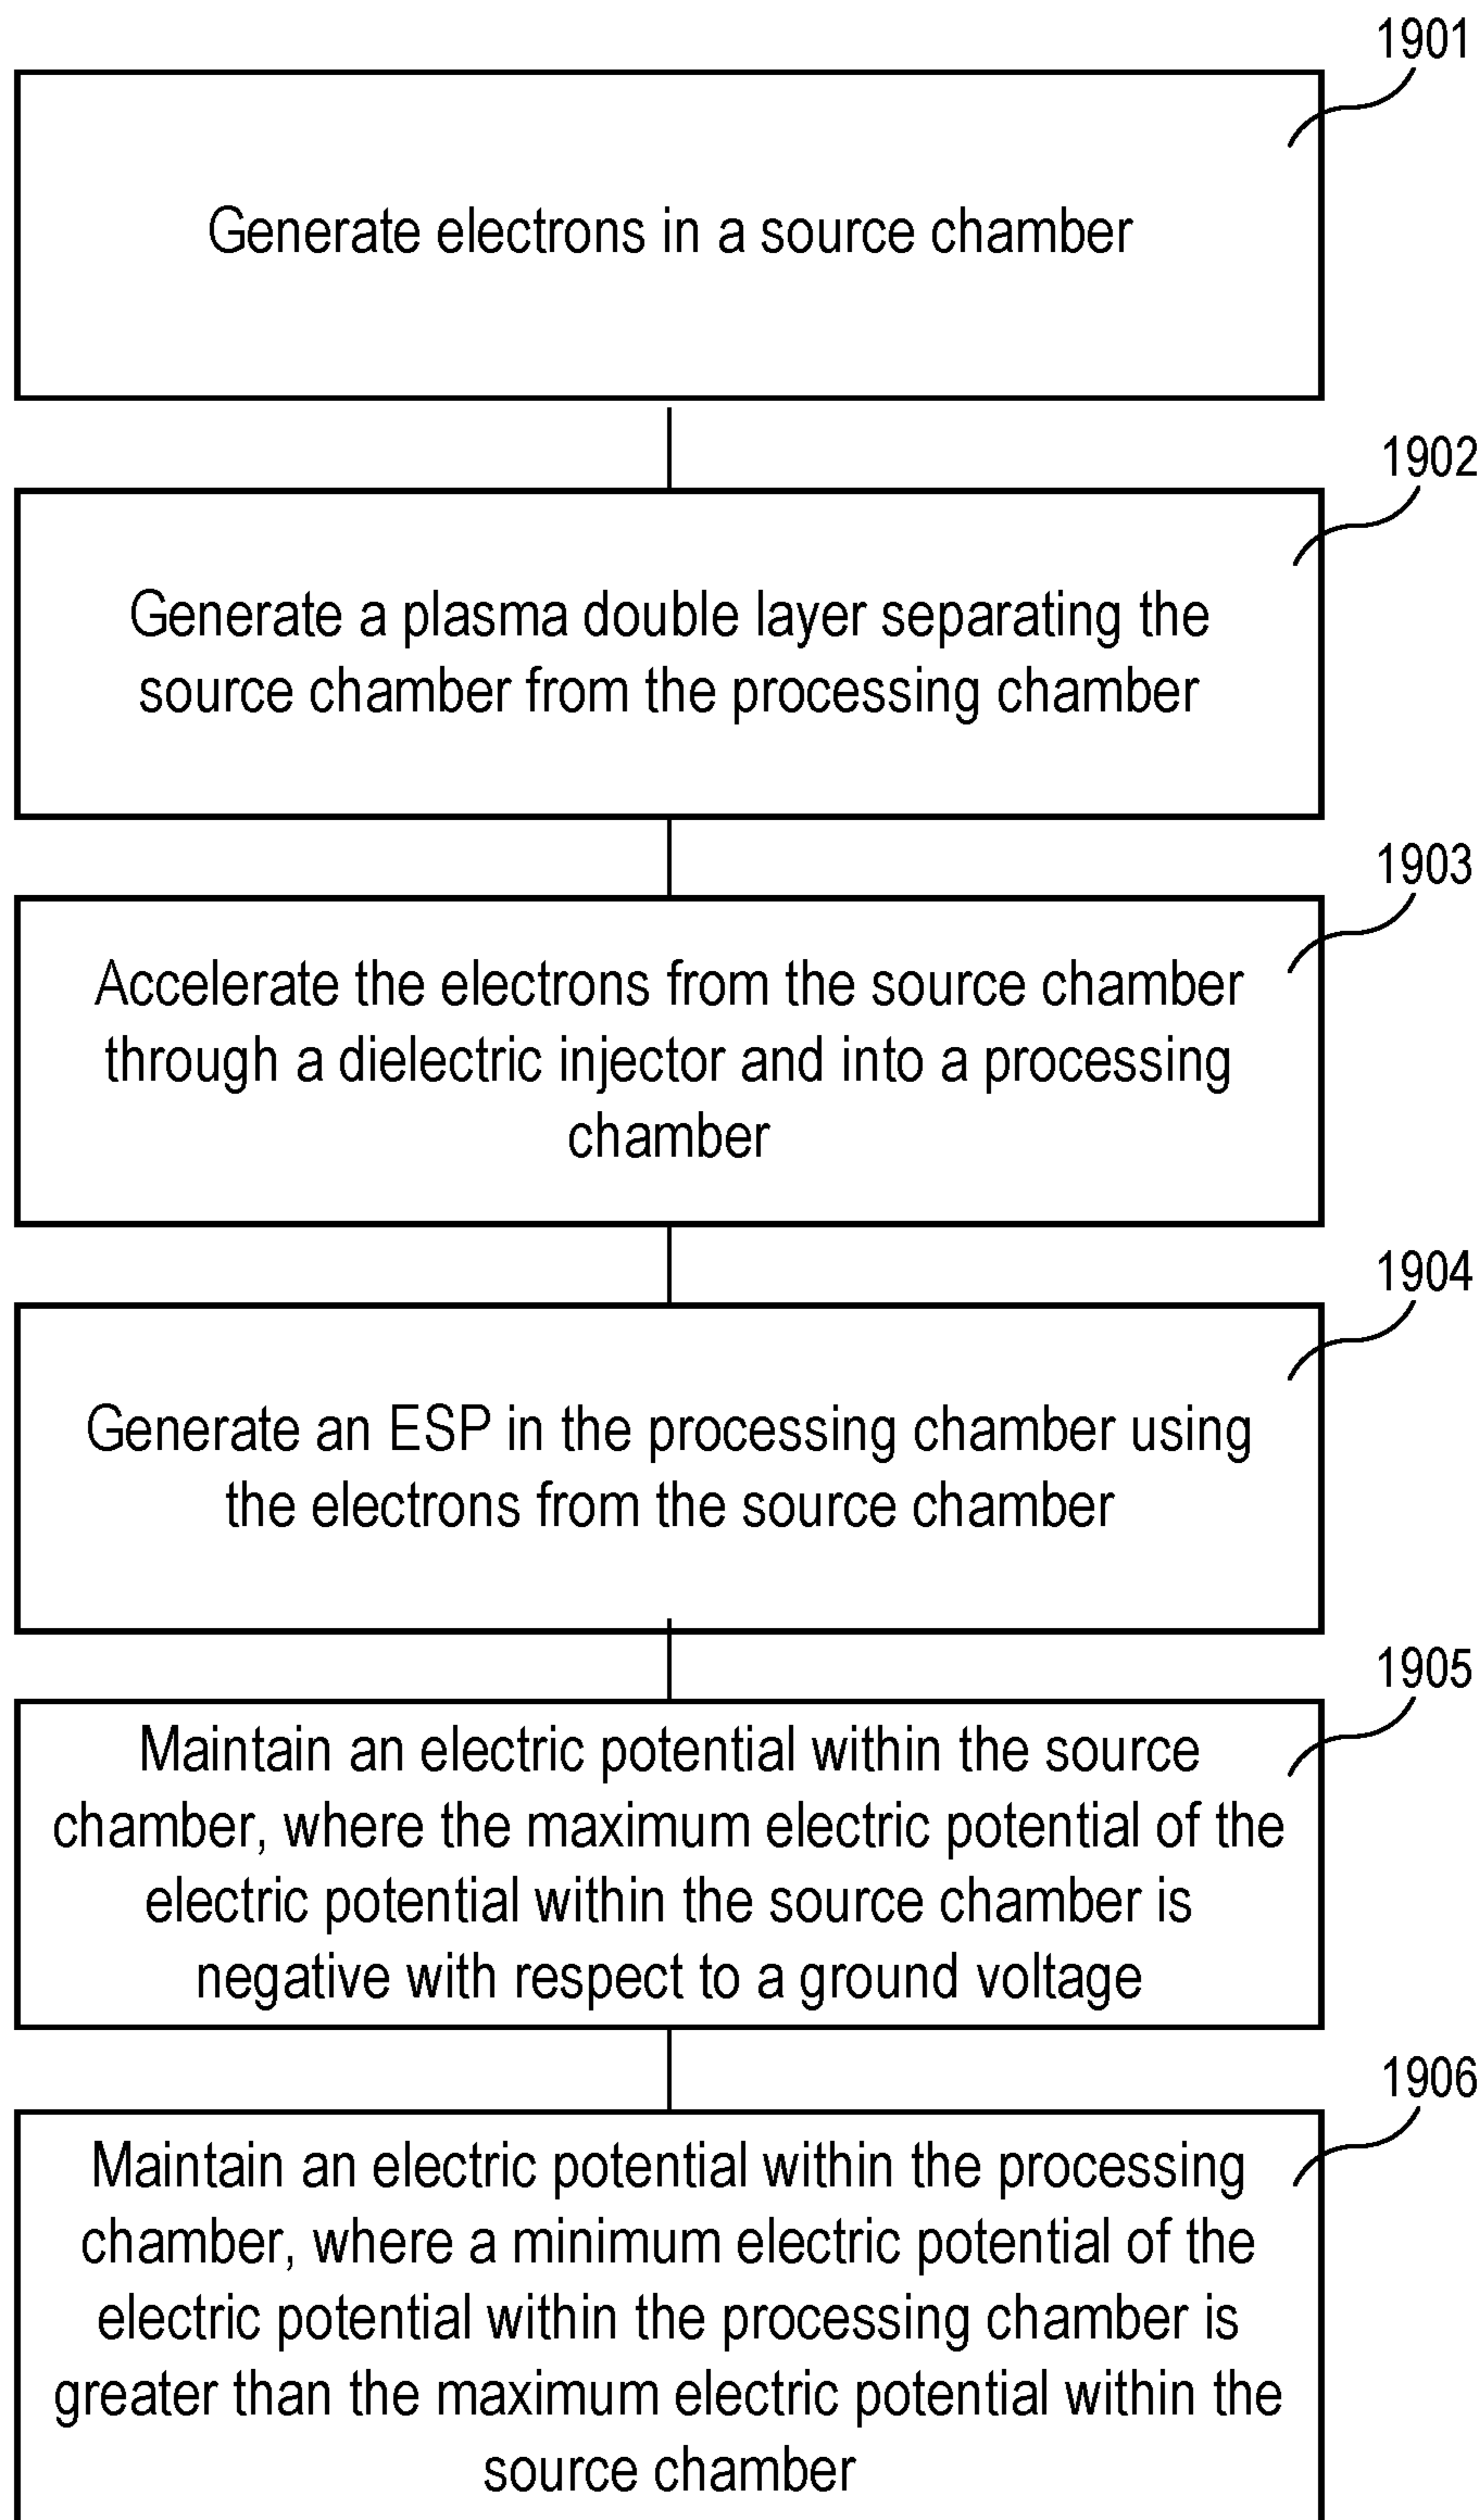 1901
Generate electrons in a source chamber
1902
Generate a plasma double layer separating the
source chamber from the processing chamber
1903
Accelerate the electrons from the source chamber
through a dielectric injector and into a processing
chamber
1904
Generate an ESP in the processing chamber using
the electrons from the source chamber
1905
Maintain an electric potential within the source
chamber, where the maximum electric potential of the
electric potential within the source chamber is
negative with respect to a ground voltage
1906
Maintain an electric potential within the processing
chamber, where a minimum electric potential of the
electric potential within the processing chamber is
greater than the maximum electric potential within the
source chamber